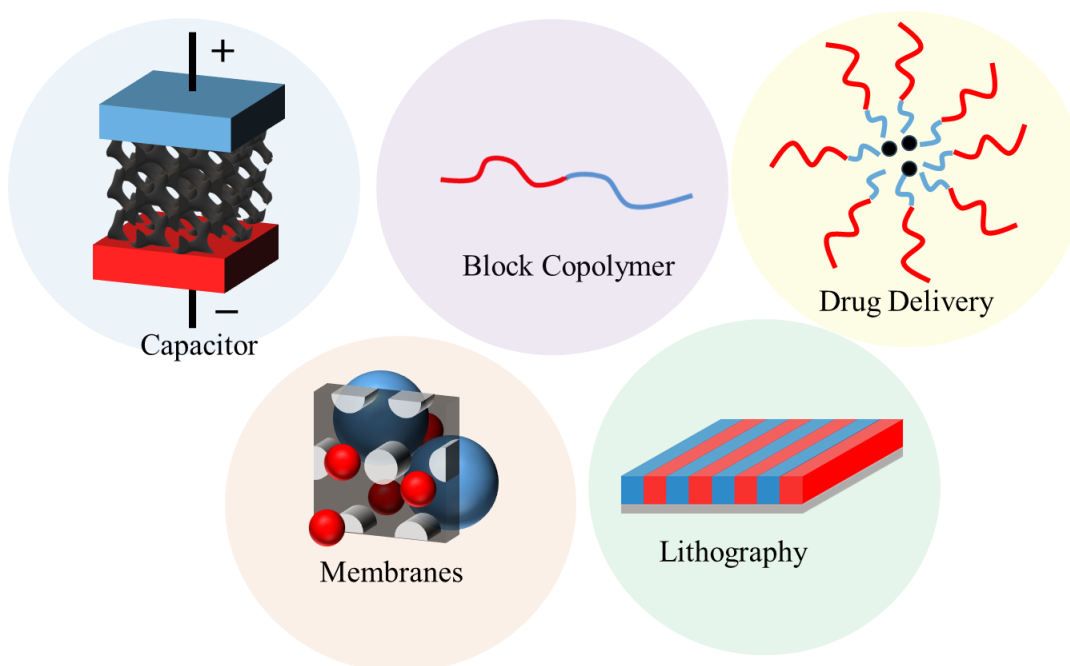 +
−
Capacitor
Block Copolymer
Drug Delivery
Membranes
Lithography